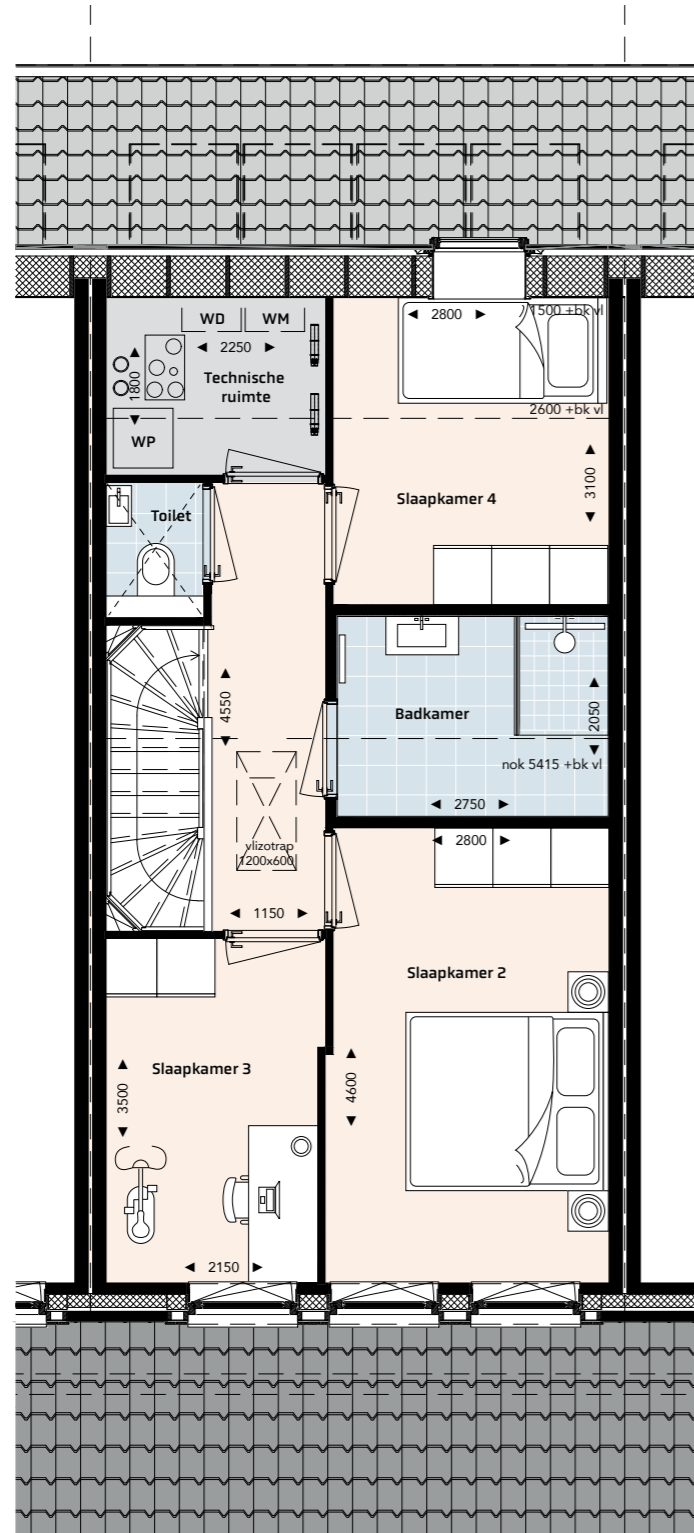 WD
WM
2250
1800
Technische
ruimte
WP
2800
1500 +bk vl
2600 +bk vl
3100
Slaapkamer 4
Toilet
4550
Badkamer
2050
nok 5415 +bk vl
2750
vlizotrap
1200x600
2800
1150
Slaapkamer 2
Slaapkamer 3
3500
4600
2150